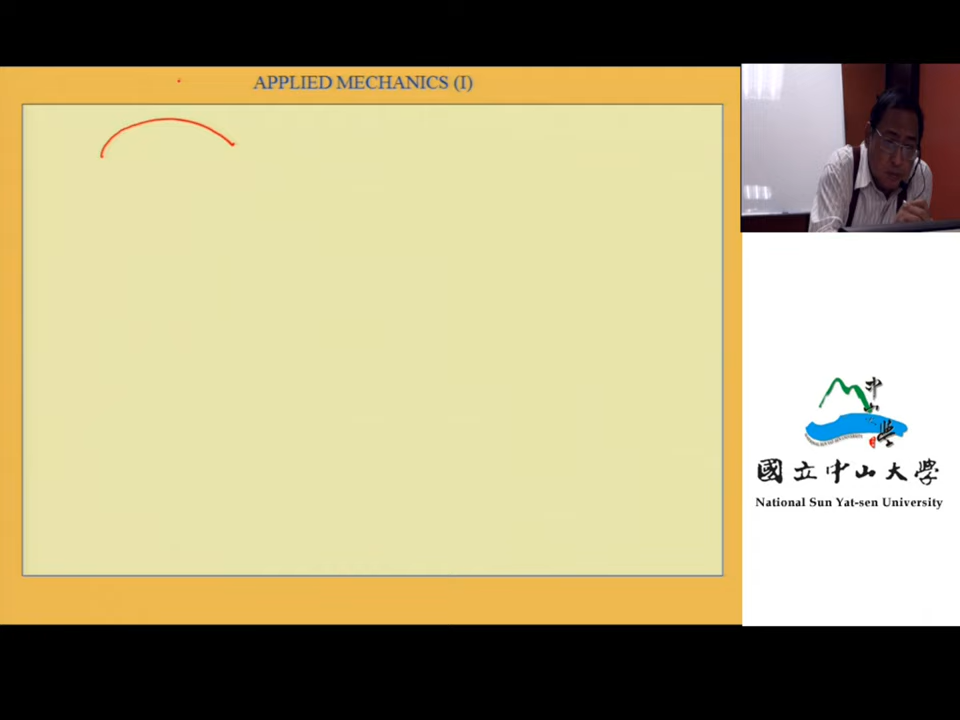 APPLIED MECHANICS (I)
國立中山大學
National Sun Yat-sen University